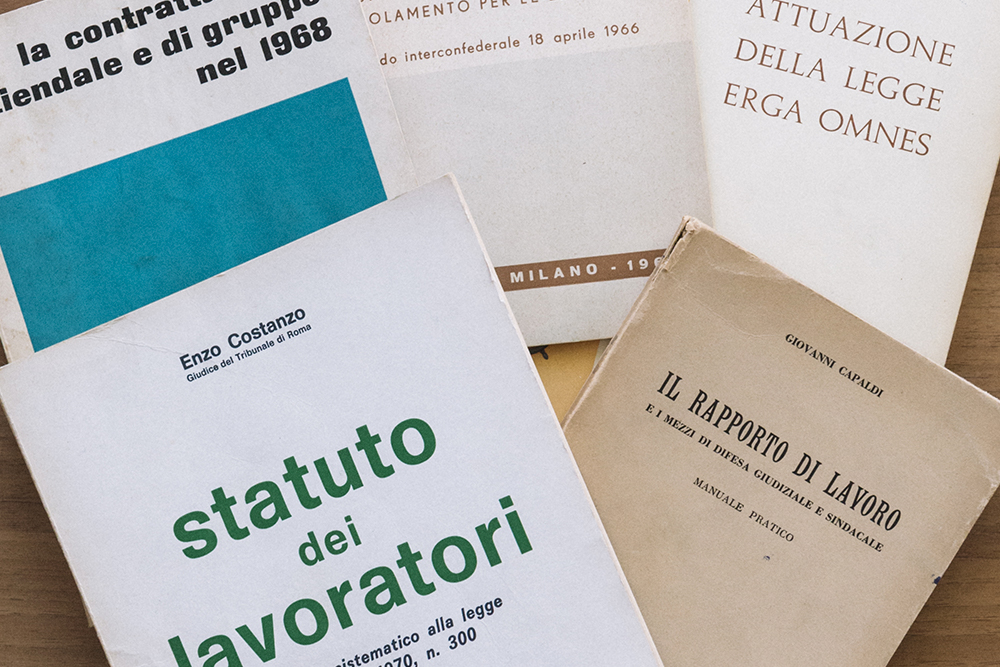 la contratta
iendale e di gruppo
nel 1968
OLAMENTO PER LE
do interconfederale 18 aprile 1966
MILANO - 196
ATTUAZIONE
DELLA LEGGE
ERGA OMNES
Enzo Costanzo
Giudice del Tribunale di Roma
statuto
dei
lavoratori
sistematico alla legge
970, n. 300
GIOVANNI CAPALDI
IL RAPPORTO DI LAVORO
E I MEZZI DI DIFESA GIUDIZIALE E SINDACALE
MANUALE PRATICO